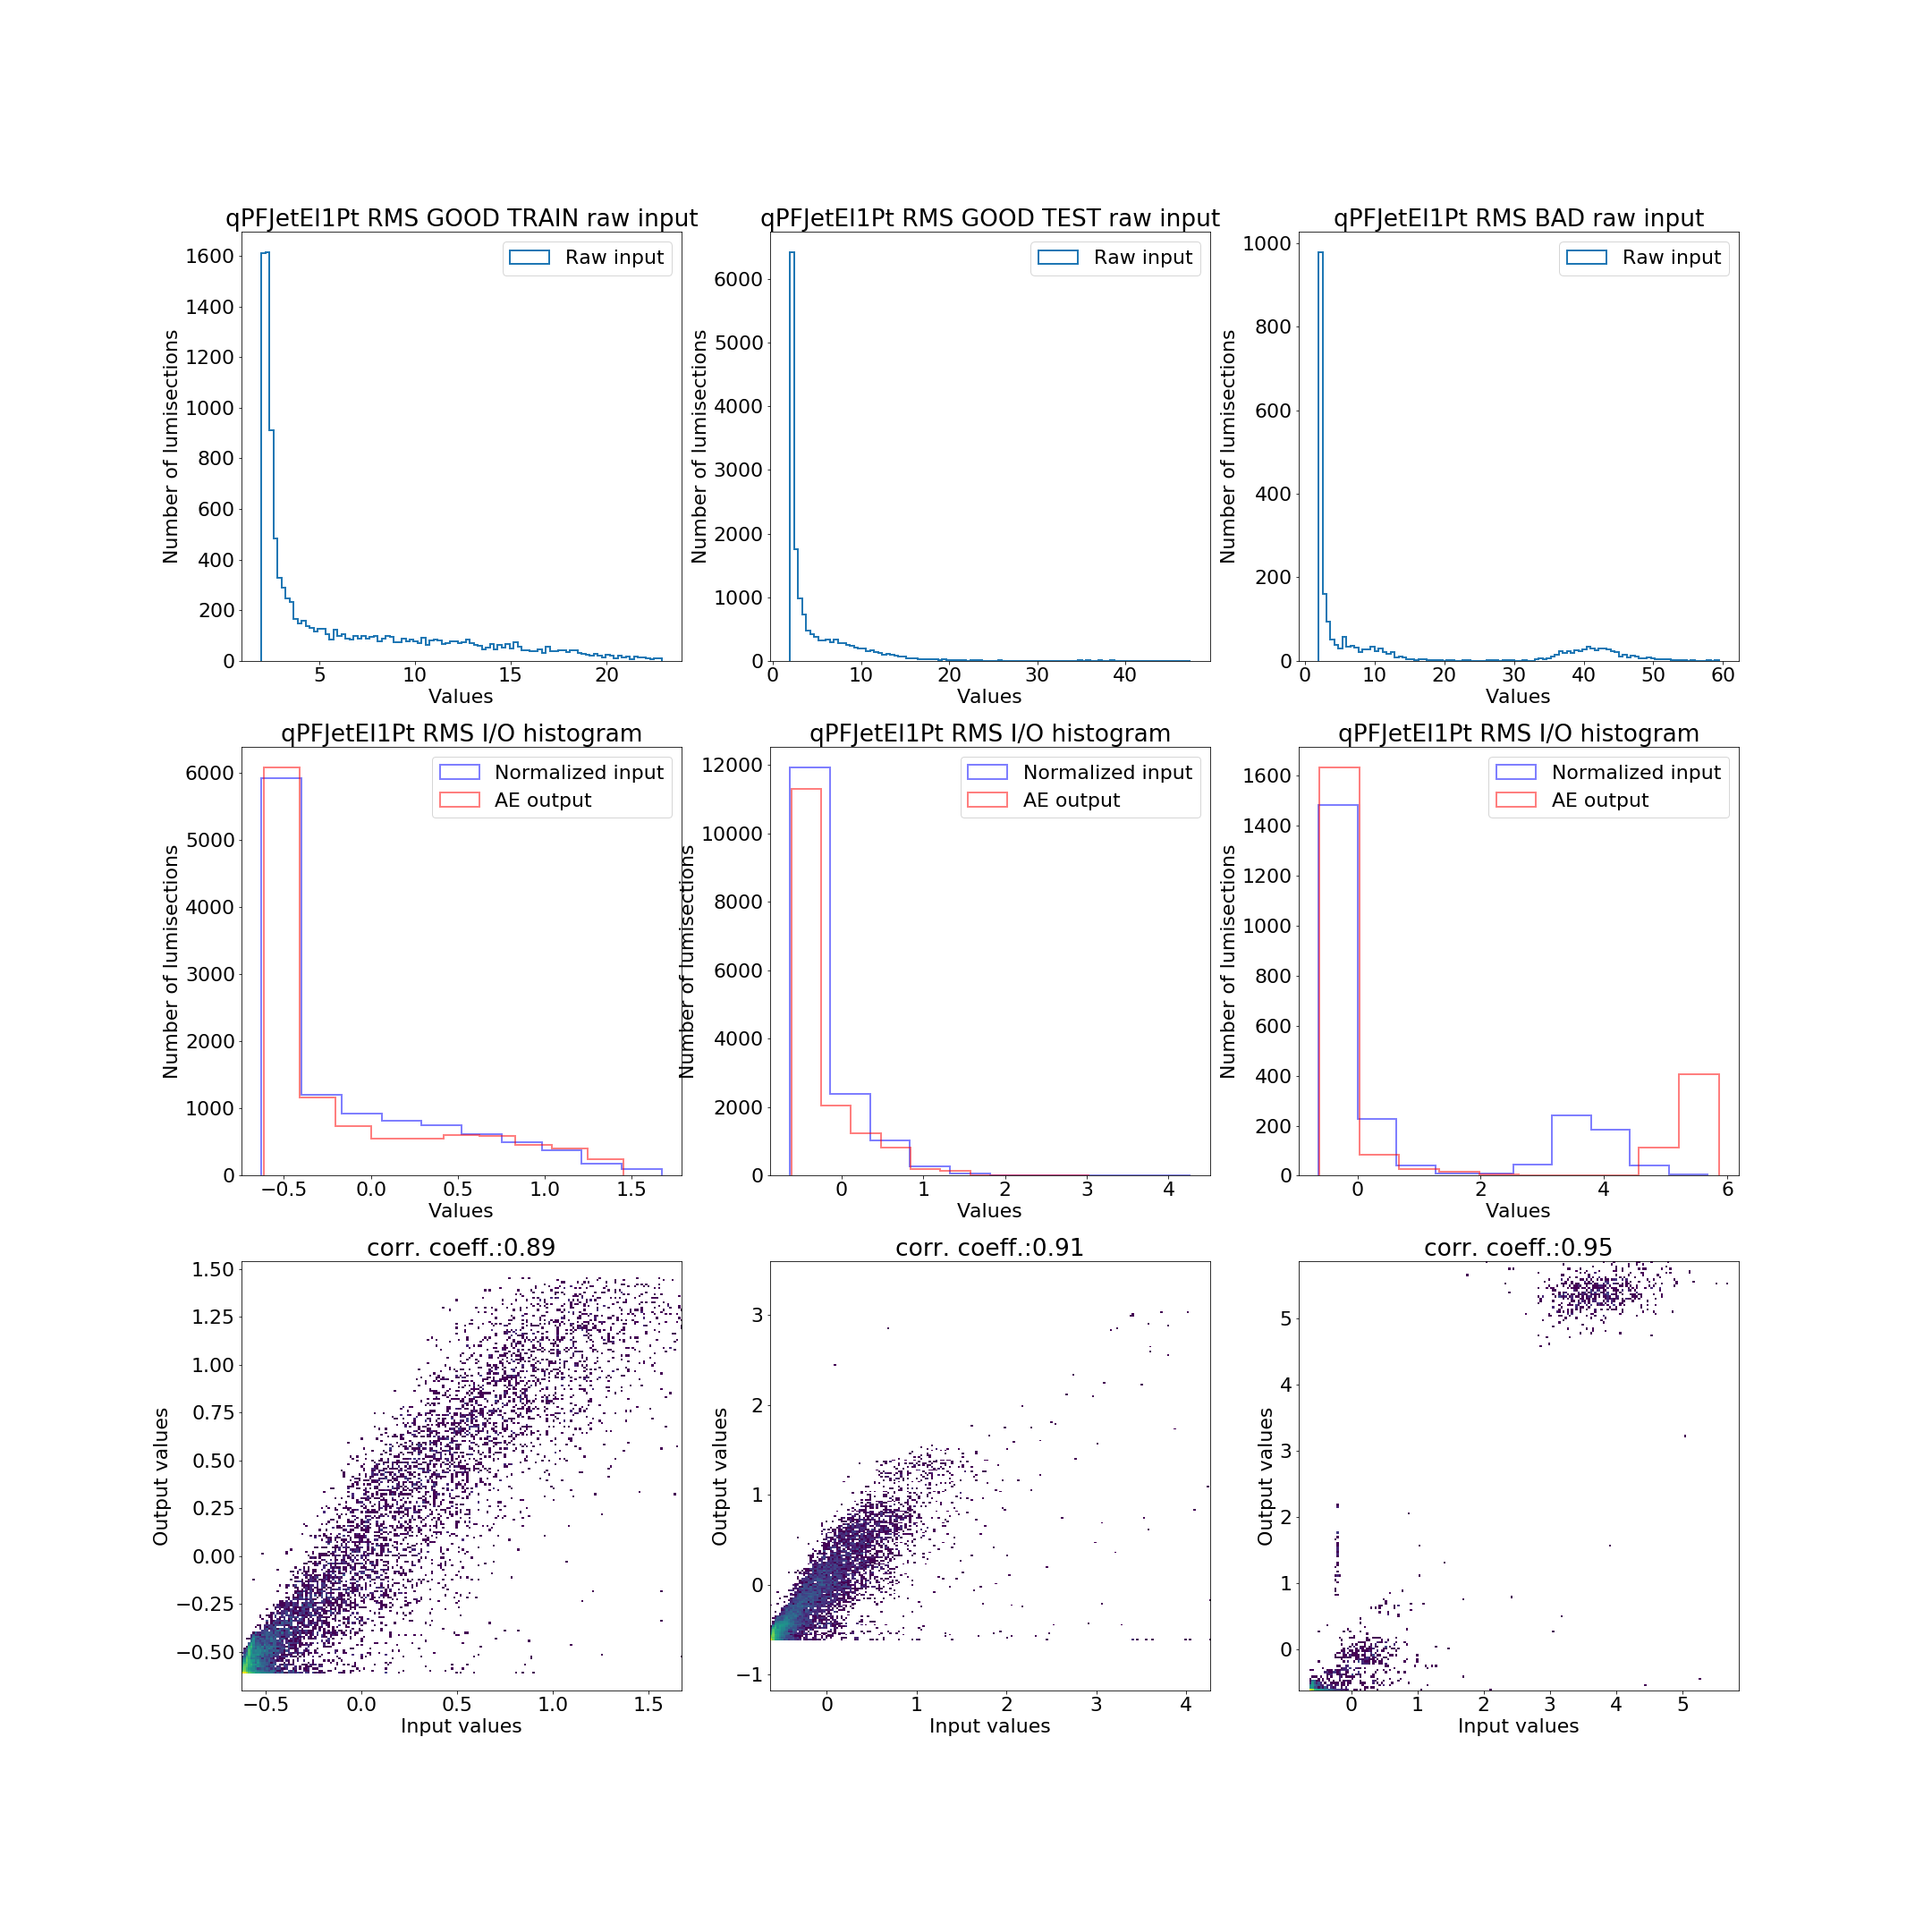 qPFJetEI1Pt RMS GOOD TRAIN raw input
Raw input
1600
1400
1200
1000
800
600
400
200
0
Number of lumisections
5 10 15 20
Values
qPFJetEI1Pt RMS GOOD TEST raw input
Raw input
6000
5000
4000
3000
2000
1000
0
Number of lumisections
0 10 20 30 40
Values
qPFJetEI1Pt RMS BAD raw input
Raw input
1000
800
600
400
200
0
Number of lumisections
0 10 20 30 40 50 60
Values
qPFJetEI1Pt RMS I/O histogram
Normalized input
AE output
6000
5000
4000
3000
2000
1000
0
Number of lumisections
−0.5 0.0 0.5 1.0 1.5
Values
qPFJetEI1Pt RMS I/O histogram
Normalized input
AE output
12000
10000
8000
6000
4000
2000
0
Number of lumisections
0 1 2 3 4
Values
qPFJetEI1Pt RMS I/O histogram
Normalized input
AE output
1600
1400
1200
1000
800
600
400
200
0
Number of lumisections
0 2 4 6
Values
corr. coeff.:0.89
1.50
1.25
1.00
0.75
0.50
0.25
0.00
−0.25
−0.50
Output values
−0.5 0.0 0.5 1.0 1.5
Input values
corr. coeff.:0.91
3
2
1
0
−1
Output values
0 1 2 3 4
Input values
corr. coeff.:0.95
5
4
3
2
1
0
Output values
0 1 2 3 4 5
Input values